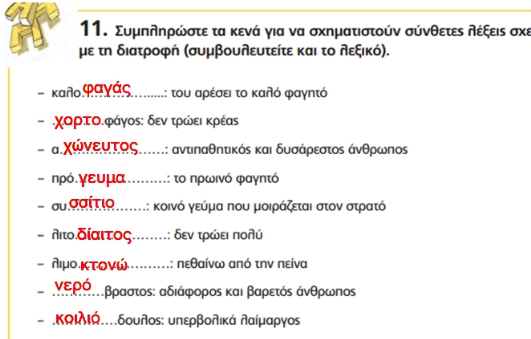 11. Συμπληρώστε τα κενά για να σχηματιστούν σύνθετες λέξεις σχε
με τη διατροφή (συμβουλευτείτε και το λεξικό).
– καλοφαγάς…………......: του αρέσει το καλό φαγητό
– .χορτο.φάγος: δεν τρώει κρέας
– α.χώνευτος…….: αντιπαθητικός και δυσάρεστος άνθρωπος
– πρό.γευμα……….: το πρωινό φαγητό
– συ.σσίτιο…………….: κοινό γεύμα που μοιράζεται στον στρατό
– λιτο.δίαιτος……..: δεν τρώει πολύ
– λιμο.κτονώ………….: πεθαίνω από την πείνα
– νερό…………βραστος: αδιάφορος και βαρετός άνθρωπος
– .κοιλιό….δουλος: υπερβολικά λαίμαργος